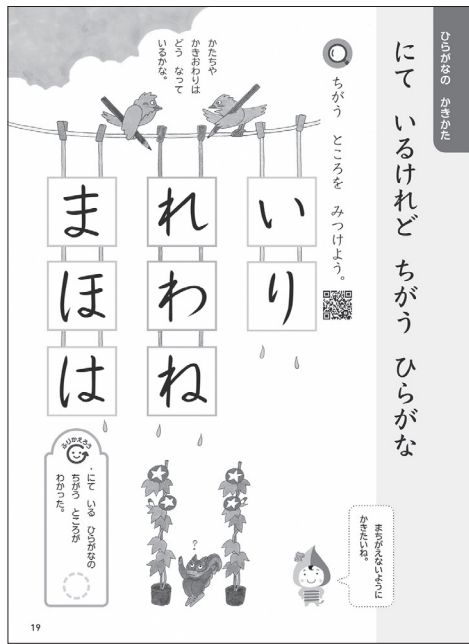 ひらがなの かきかた
にて いるけれど ちがう ひらがな
ちがう ところを みつけよう。
かたちや
かきおわりは
どう なって
いるかな。
い
り
れ
わ
ね
ま
ほ
は
?
まちがえないように
かきたいね。
ふりかえろう
・にて いる ひらがなの
ちがう ところが
わかった。
19